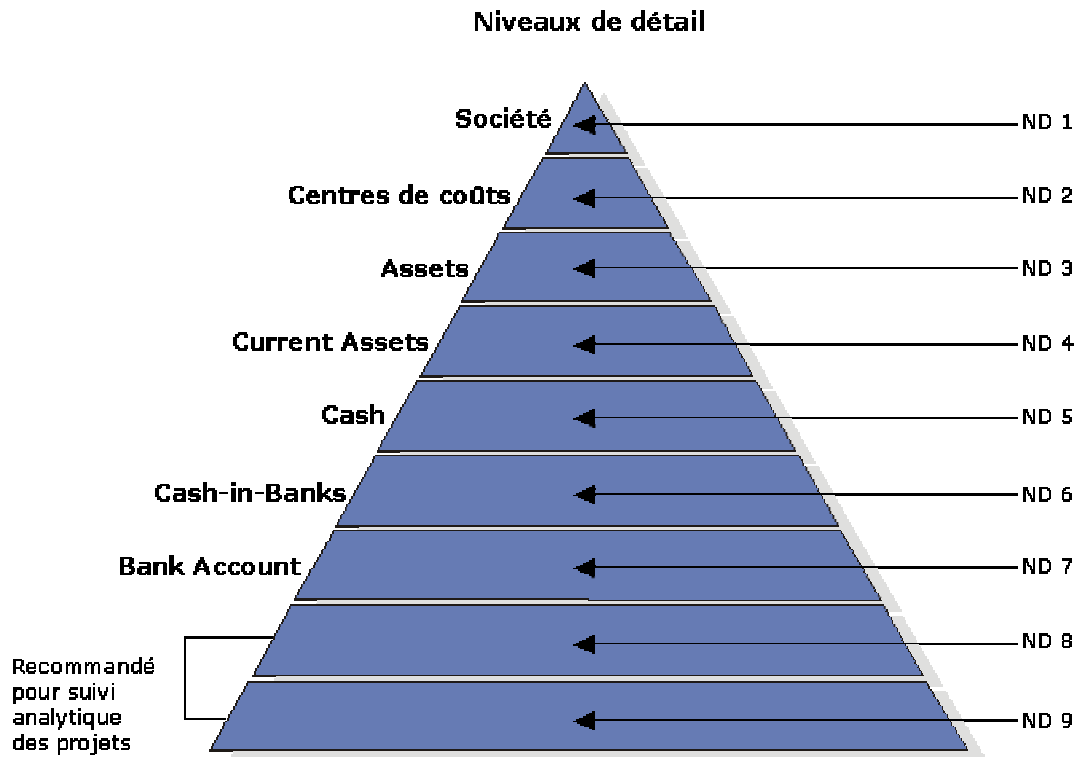 Niveaux de détail
Société
ND 1
Centres de coûts
ND 2
Assets
ND 3
Current Assets
ND 4
Cash
ND 5
Cash-in-Banks
ND 6
Bank Account
ND 7
ND 8
Recommandé
pour suivi
analytique
des projets
ND 9